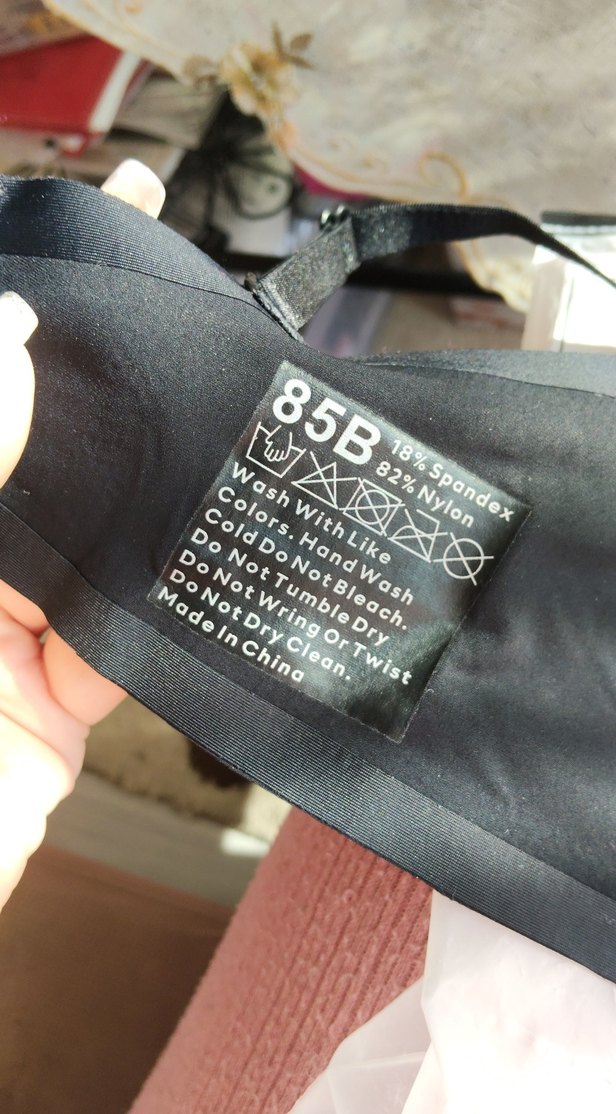 85B
18% Spandex
82% Nylon
Wash With Like
Colors. Hand Wash
Cold Do Not Bleach.
Do Not Tumble Dry
Do Not Wring Or Twist
Do Not Dry Clean.
Made In China